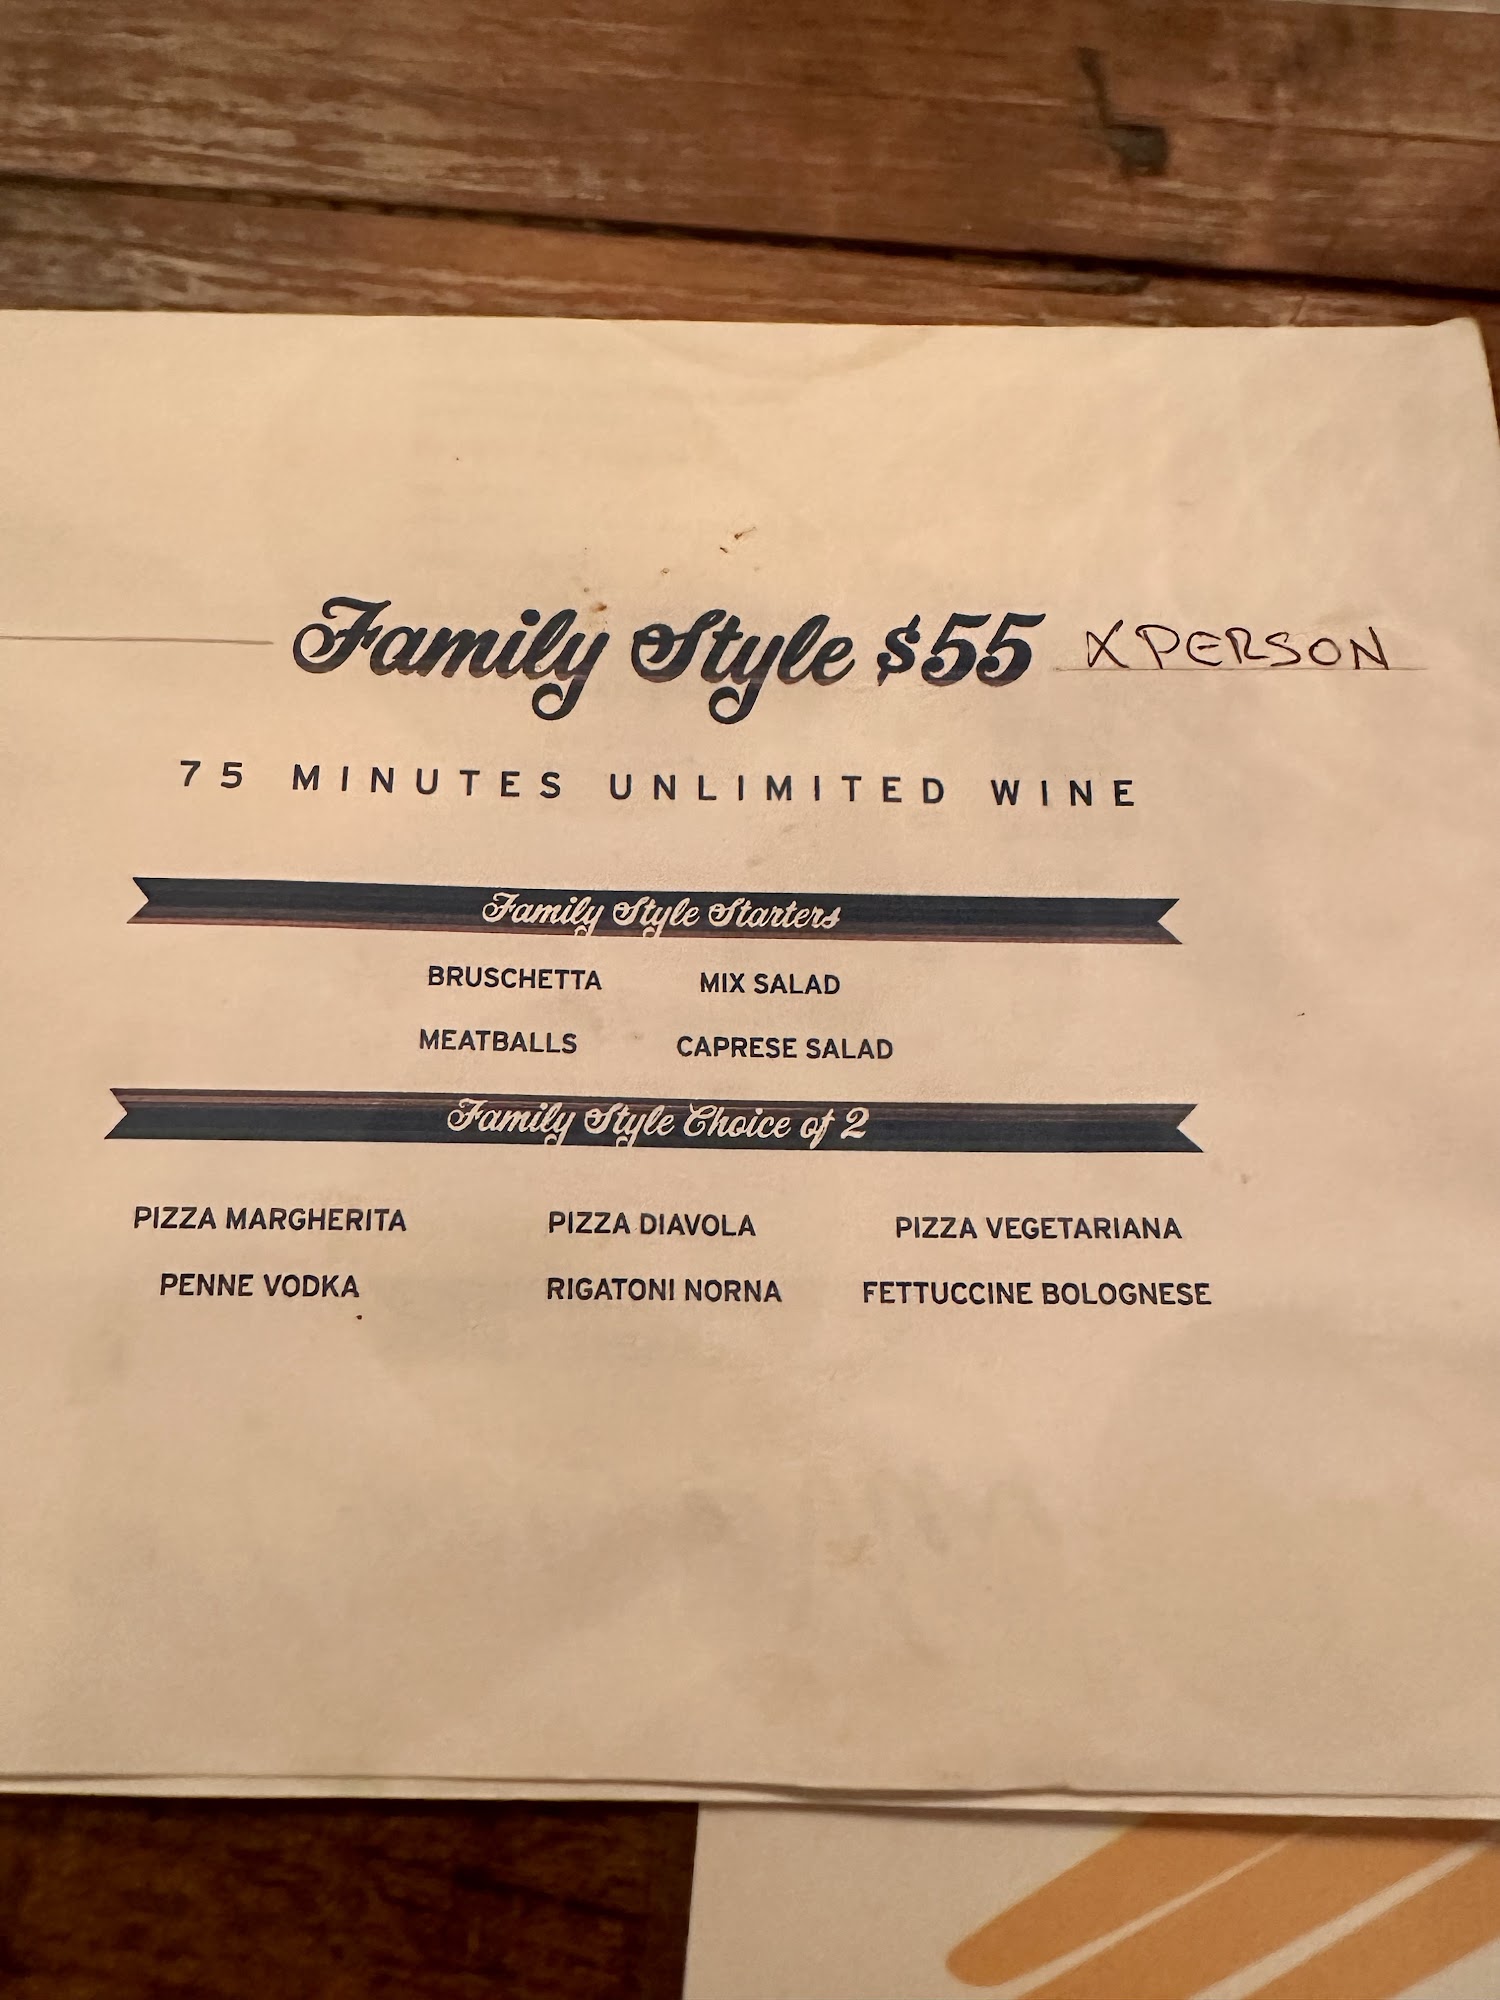 Family Style $55 X PERSON
75 MINUTES UNLIMITED WINE
Family Style Starters
BRUSCHETTA MIX SALAD
MEATBALLS CAPRESE SALAD
Family Style Choice of 2
PIZZA MARGHERITA PIZZA DIAVOLA PIZZA VEGETARIANA
PENNE VODKA RIGATONI NORNA FETTUCCINE BOLOGNESE